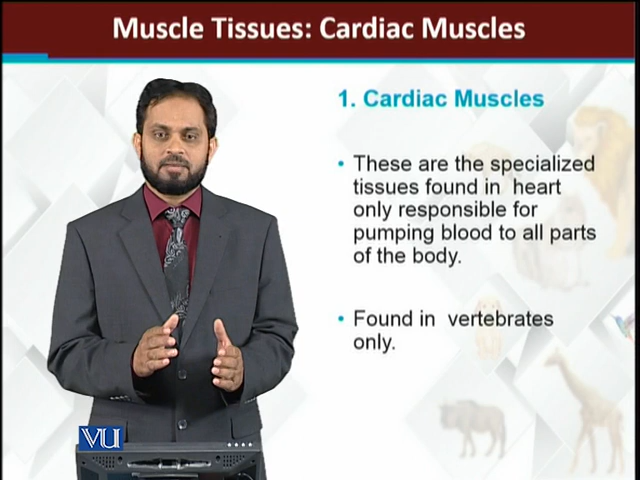 Muscle Tissues: Cardiac Muscles
1. Cardiac Muscles
• These are the specialized
tissues found in heart
only responsible for
pumping blood to all parts
of the body.
• Found in vertebrates
only.
VU